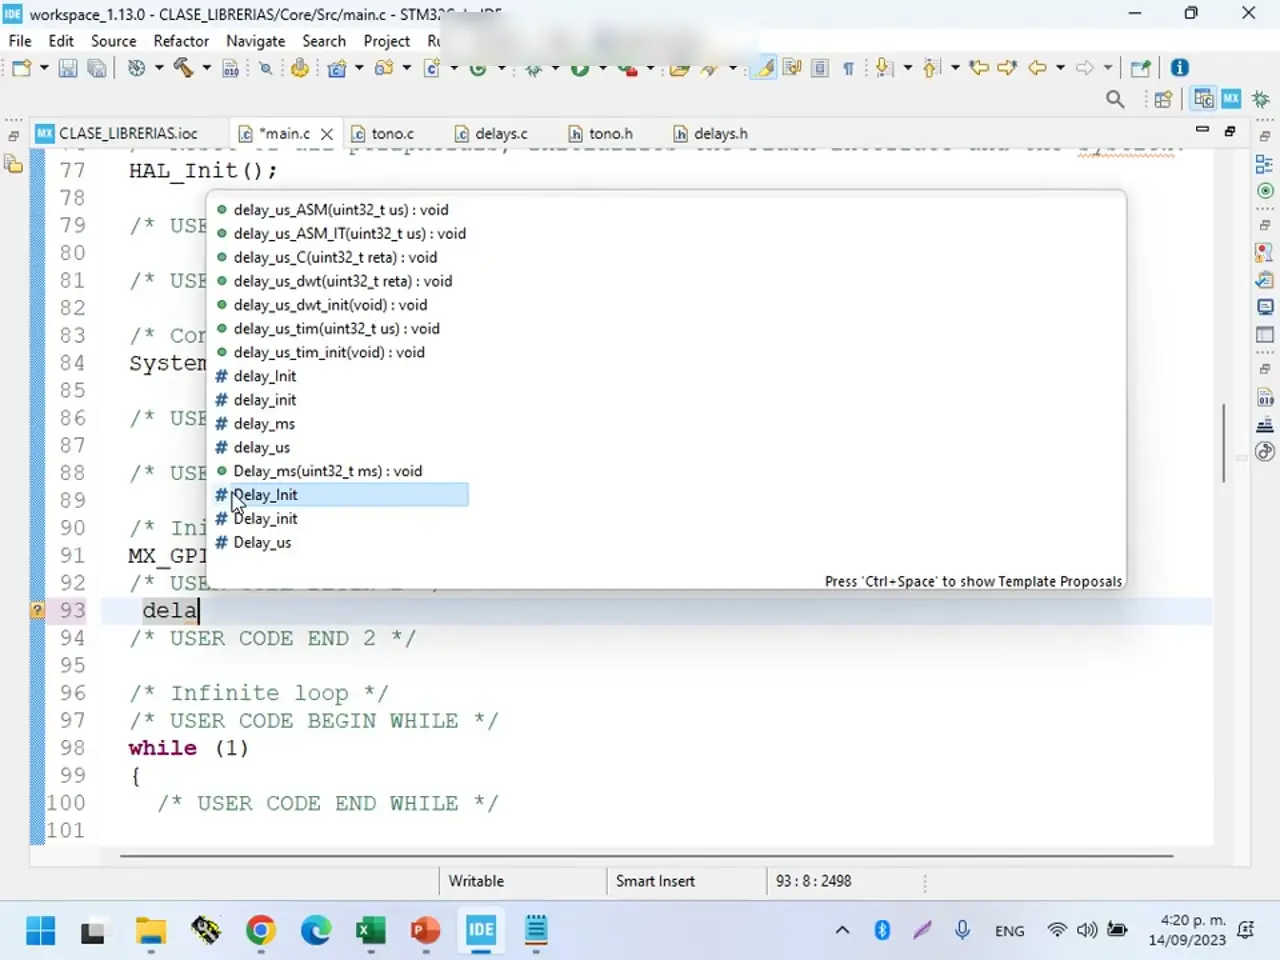 IDE workspace_1.13.0 - CLASE_LIBRERIAS/Core/Src/main.c -
File Edit Source Refactor Navigate Search Project
MX CLASE_LIBRERIAS.ioc *main.c tono.c delays.c tono.h delays.h
77 HAL_Init();
78
79 /* USE
80
81 /* USE
82
83 /* Con
84 System
85
86 /* USE
87
88 /* USE
89
90 /* Ini
91 MX_GPI
92 /* USE
93 dela
94 /* USER CODE END 2 */
95
96 /* Infinite loop */
97 /* USER CODE BEGIN WHILE */
98 while (1)
99 {
100 /* USER CODE END WHILE */
101
delay_us_ASM(uint32_t us) : void
delay_us_ASM_IT(uint32_t us) : void
delay_us_C(uint32_t reta) : void
delay_us_dwt(uint32_t reta) : void
delay_us_dwt_init(void) : void
delay_us_tim(uint32_t us) : void
delay_us_tim_init(void) : void
# delay_Init
# delay_init
# delay_ms
# delay_us
Delay_ms(uint32_t ms) : void
# Delay_Init
# Delay_init
# Delay_us
Press 'Ctrl+Space' to show Template Proposals
Writable Smart Insert 93 : 8 : 2498
IDE ENG 4:20 p. m.
14/09/2023